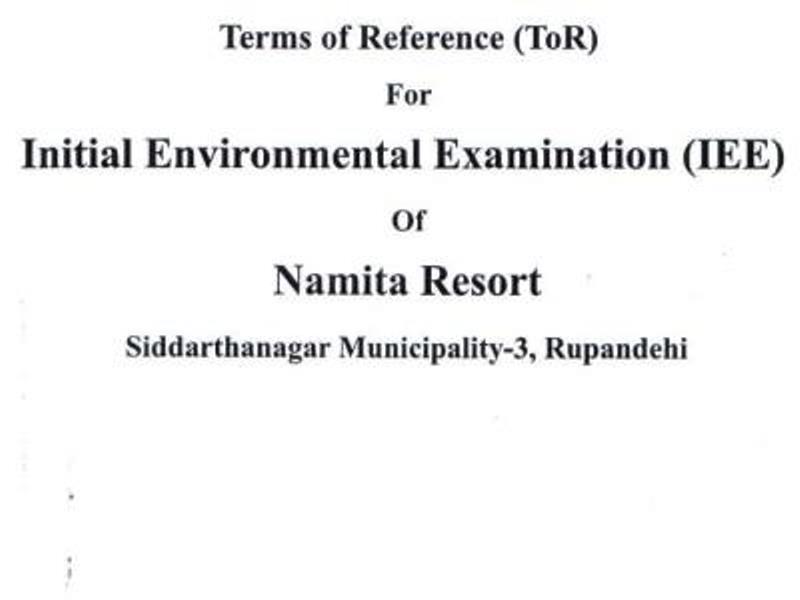 Terms of Reference (ToR)
For
Initial Environmental Examination (IEE)
Of
Namita Resort
Siddarthanagar Municipality-3, Rupandehi